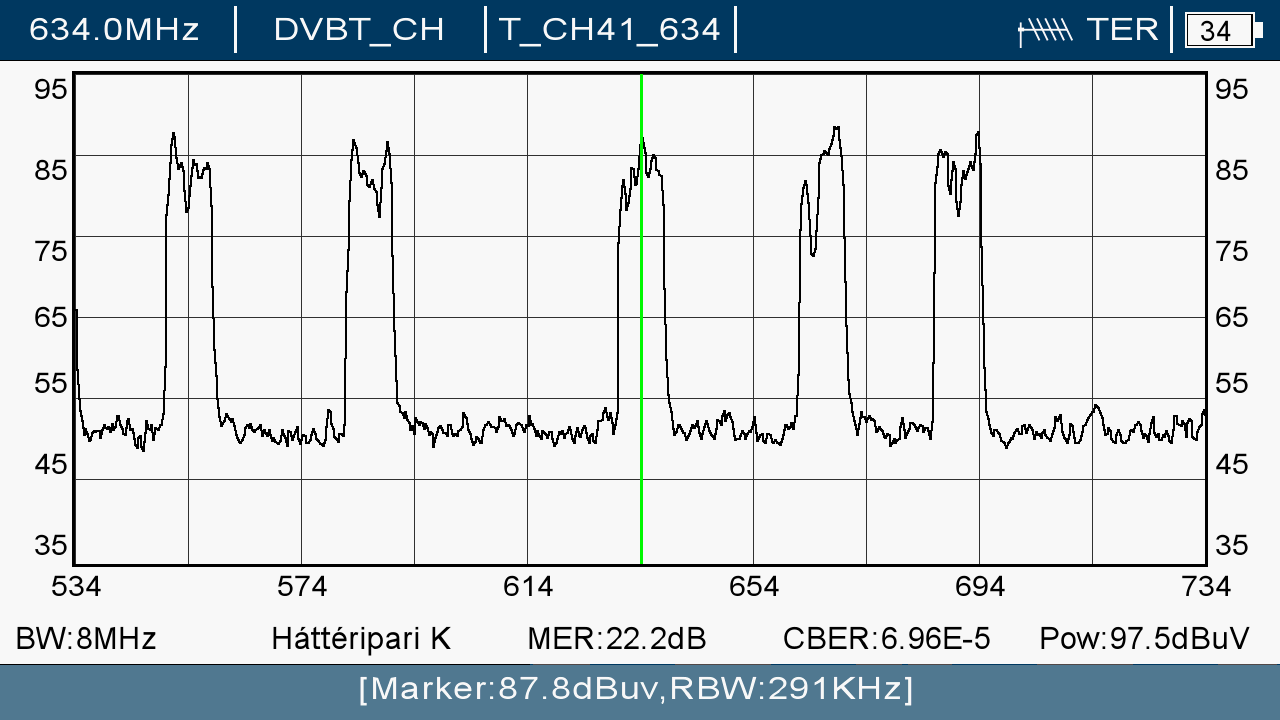 634.0MHz DVBT_CH T_CH41_634 TER 34
95 95
85 85
75 75
65 65
55 55
45 45
35 35
534 574 614 654 694 734
BW:8MHz Háttéripari K MER:22.2dB CBER:6.96E-5 Pow:97.5dBuV
[Marker:87.8dBuv,RBW:291KHz]